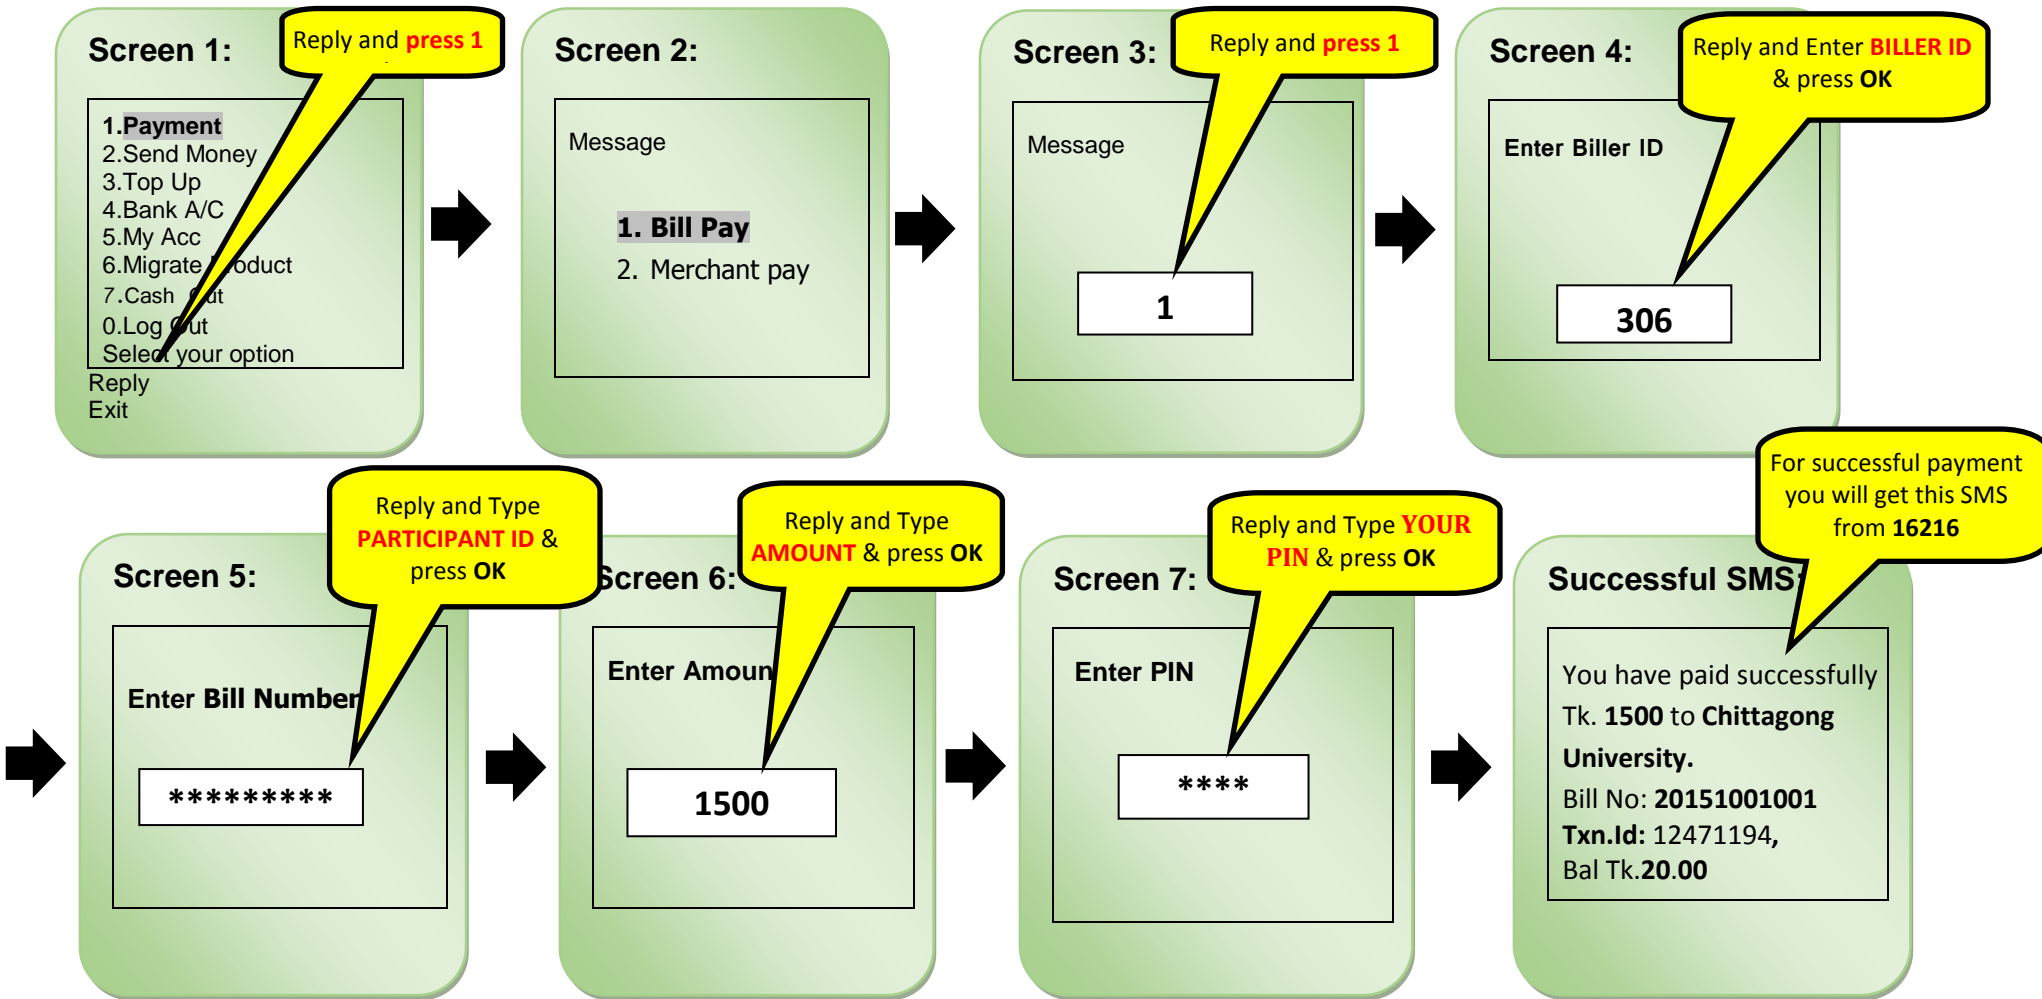 Screen 1:
Reply and press 1
1.Payment
2.Send Money
3.Top Up
4.Bank A/C
5.My Acc
6.Migrate Product
7.Cash Out
0.Log Out
Select your option
Reply
Exit
Screen 2:
Message
1. Bill Pay
2. Merchant pay
Screen 3:
Reply and press 1
Message
1
Screen 4:
Reply and Enter BILLER ID
& press OK
Enter Biller ID
306
Screen 5:
Reply and Type
PARTICIPANT ID &
press OK
Enter Bill Number
*********
Screen 6:
Reply and Type
AMOUNT & press OK
Enter Amoun
1500
Screen 7:
Reply and Type YOUR
PIN & press OK
Enter PIN
****
For successful payment
you will get this SMS
from 16216
Successful SMS:
You have paid successfully
Tk. 1500 to Chittagong
University.
Bill No: 20151001001
Txn.Id: 12471194,
Bal Tk.20.00